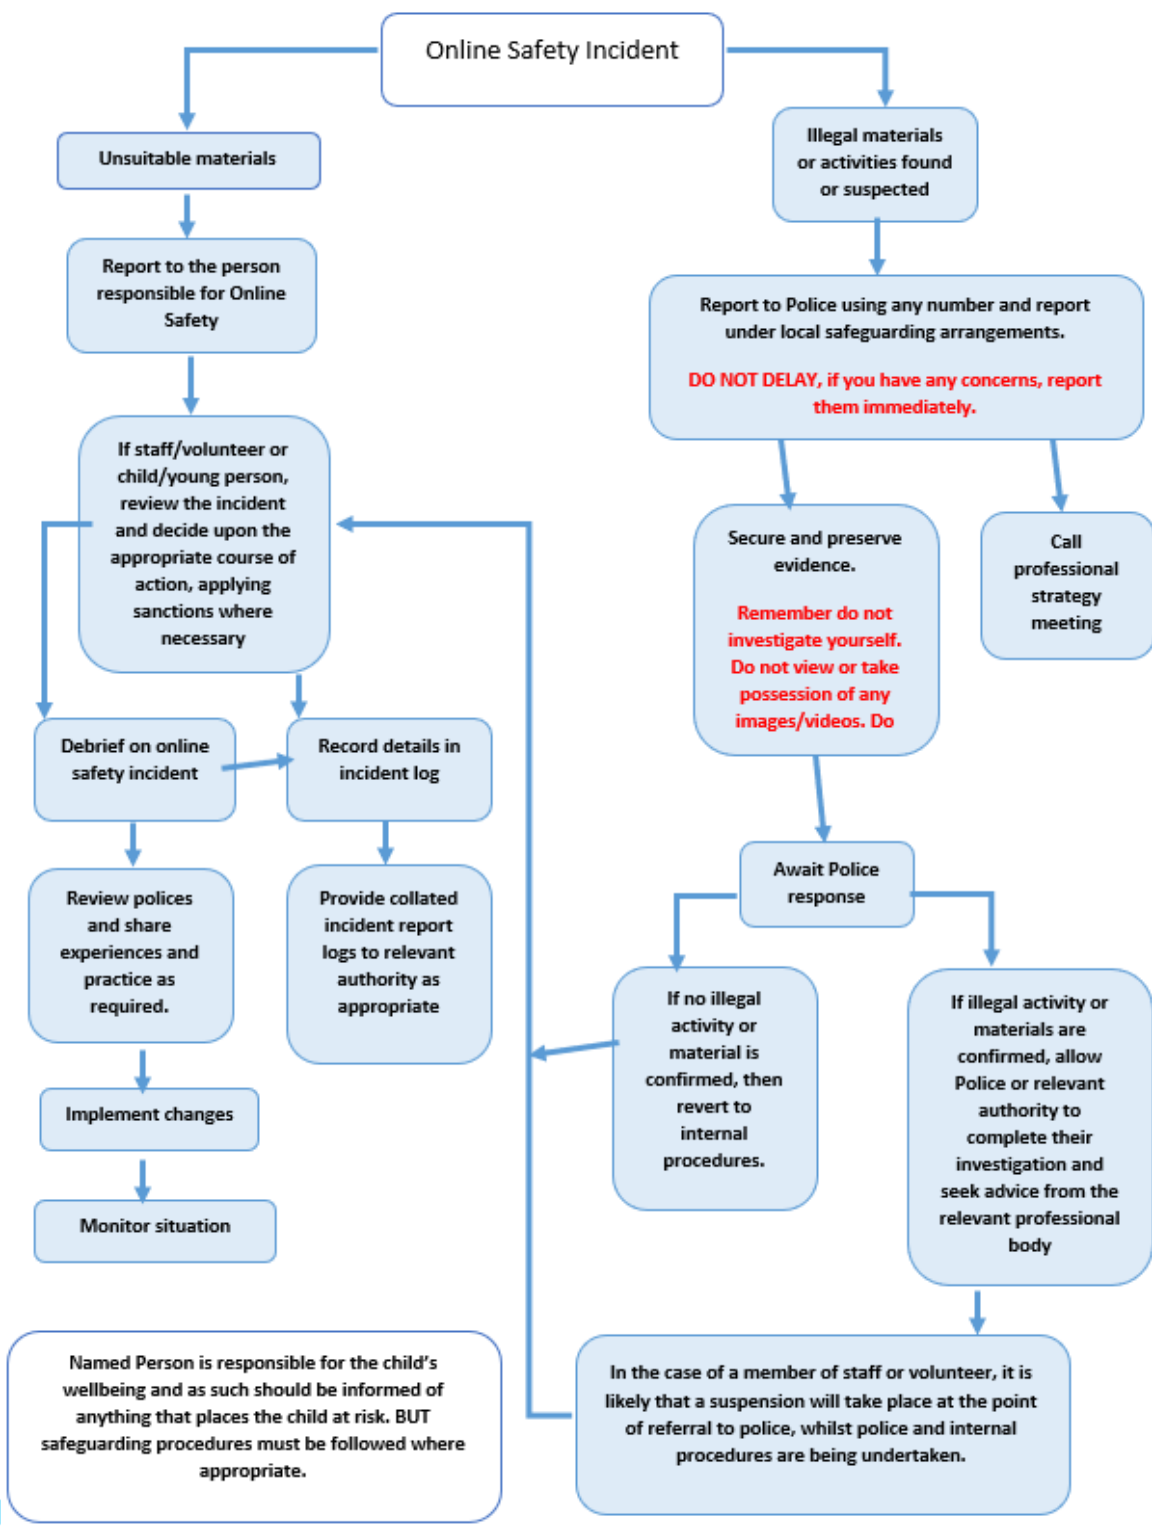 Online Safety Incident
Unsuitable materials
Illegal materials
or activities found
or suspected
Report to the person
responsible for Online
Safety
Report to Police using any number and report
under local safeguarding arrangements.
DO NOT DELAY, if you have any concerns, report
them immediately.
If staff/volunteer or
child/young person,
review the incident
and decide upon the
appropriate course of
action, applying
sanctions where
necessary
Secure and preserve
evidence.
Remember do not
investigate yourself.
Do not view or take
possession of any
images/videos. Do
Call
professional
strategy
meeting
Debrief on online
safety incident
Record details in
incident log
Review polices
and share
experiences and
practice as
required.
Provide collated
incident report
logs to relevant
authority as
appropriate
Await Police
response
If no illegal
activity or
material is
confirmed, then
revert to
internal
procedures.
If illegal activity or
materials are
confirmed, allow
Police or relevant
authority to
complete their
investigation and
seek advice from the
relevant professional
body
Implement changes
Monitor situation
Named Person is responsible for the child's
wellbeing and as such should be informed of
anything that places the child at risk. BUT
safeguarding procedures must be followed where
appropriate.
In the case of a member of staff or volunteer, it is
likely that a suspension will take place at the point
of referral to police, whilst police and internal
procedures are being undertaken.